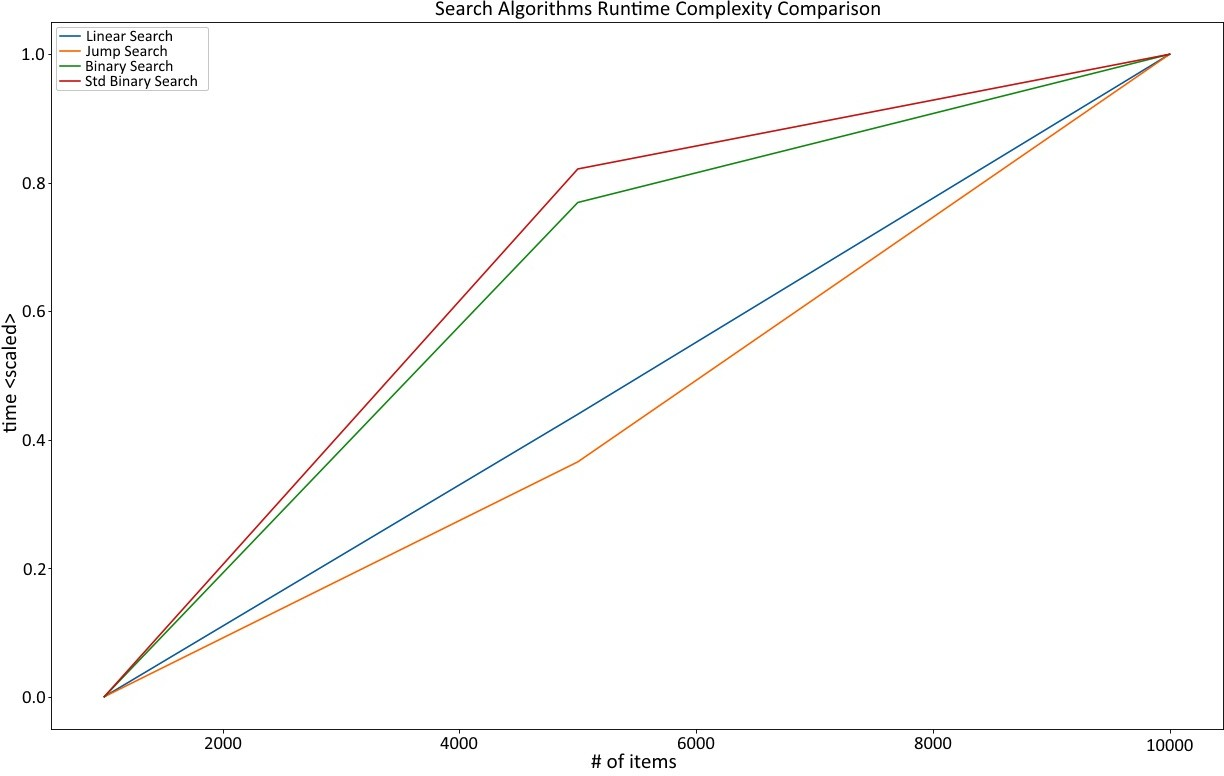 Search Algorithms Runtime Complexity Comparison
Linear Search
Jump Search
Binary Search
Std Binary Search
1.0
0.8
0.6
0.4
0.2
0.0
time <scaled>
2000 4000 6000 8000 10000
# of items